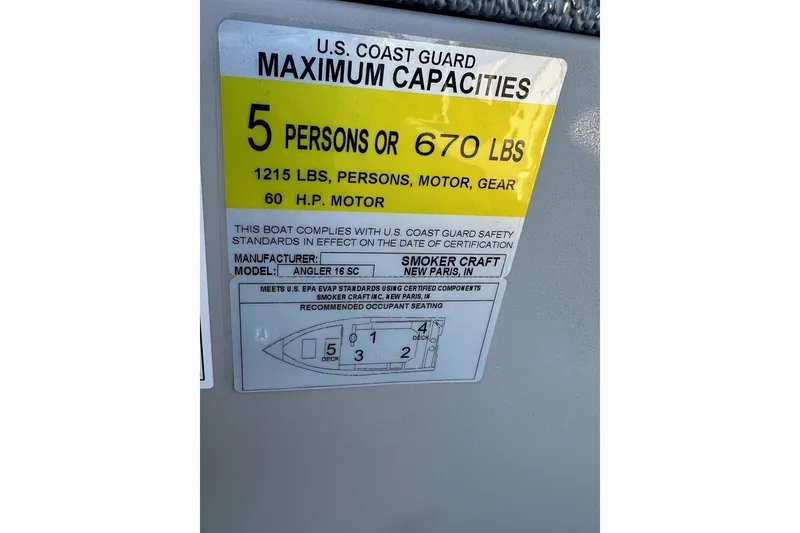 U.S. COAST GUARD
MAXIMUM CAPACITIES
5 PERSONS OR 670 LBS
1215 LBS, PERSONS, MOTOR, GEAR
60 H.P. MOTOR
THIS BOAT COMPLIES WITH U.S. COAST GUARD SAFETY
STANDARDS IN EFFECT ON THE DATE OF CERTIFICATION
MANUFACTURER: SMOKER CRAFT
MODEL: ANGLER 16 SC NEW PARIS, IN
MEETS U.S. EPA EVAP STANDARDS USING CERTIFIED COMPONENTS
SMOKER CRAFT INC, NEW PARIS, IN
RECOMMENDED OCCUPANT SEATING
1
4
DECK
5
DECK
3
2